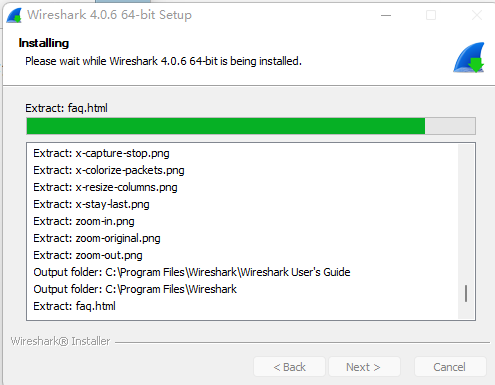 Wireshark 4.0.6 64-bit Setup
Installing
Please wait while Wireshark 4.0.6 64-bit is being installed.
Extract: faq.html
Extract: x-capture-stop.png
Extract: x-colorize-packets.png
Extract: x-resize-columns.png
Extract: x-stay-last.png
Extract: zoom-in.png
Extract: zoom-original.png
Extract: zoom-out.png
Output folder: C:\Program Files\Wireshark\Wireshark User's Guide
Output folder: C:\Program Files\Wireshark
Extract: faq.html
Wireshark® Installer
< Back
Next >
Cancel